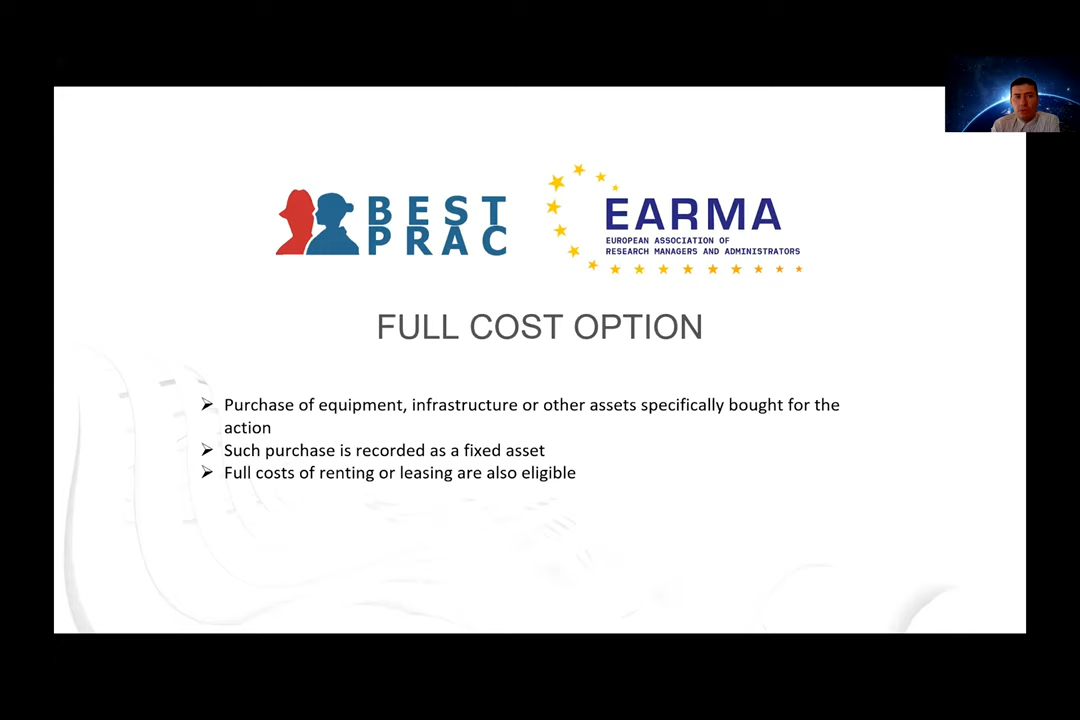 BEST
PRAC
EARMA
EUROPEAN ASSOCIATION OF
RESEARCH MANAGERS AND ADMINISTRATORS
FULL COST OPTION
Purchase of equipment, infrastructure or other assets specifically bought for the
action
Such purchase is recorded as a fixed asset
Full costs of renting or leasing are also eligible